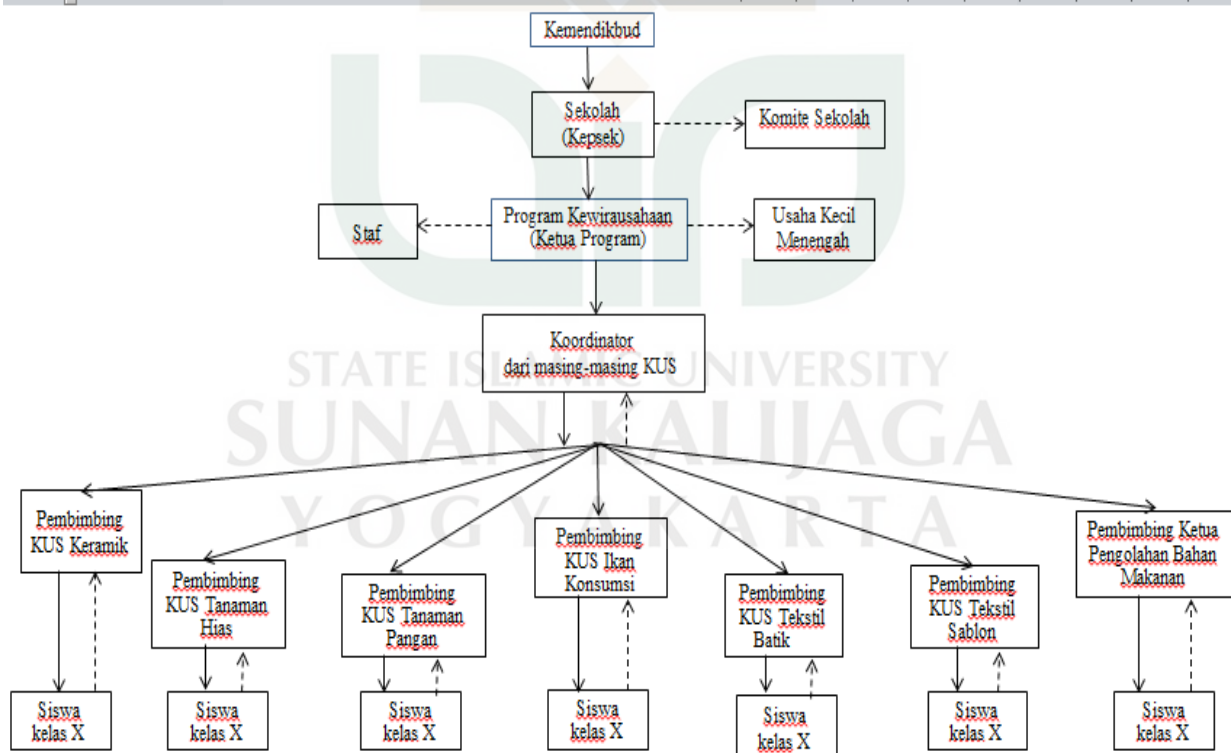 Kemendikbud
Sekolah
(Kepsek)
Komite Sekolah
Staf
Program Kewirausahaan
(Ketua Program)
Usaha Kecil
Menengah
Koordinator
dari masing-masing KUS
STATE ISLAMIC UNIVERSITY
SUNAN KALIJAGA
YOGYAKARTA
Pembimbing
KUS Keramik
Pembimbing
KUS Tanaman
Hias
Pembimbing
KUS Tanaman
Pangan
Pembimbing
KUS Ikan
Konsumsi
Pembimbing
KUS Tekstil
Batik
Pembimbing
KUS Tekstil
Sablon
Pembimbing Ketua
Pengolahan Bahan
Makanan
Siswa
kelas X
Siswa
kelas X
Siswa
kelas X
Siswa
kelas X
Siswa
kelas X
Siswa
kelas X
Siswa
kelas X